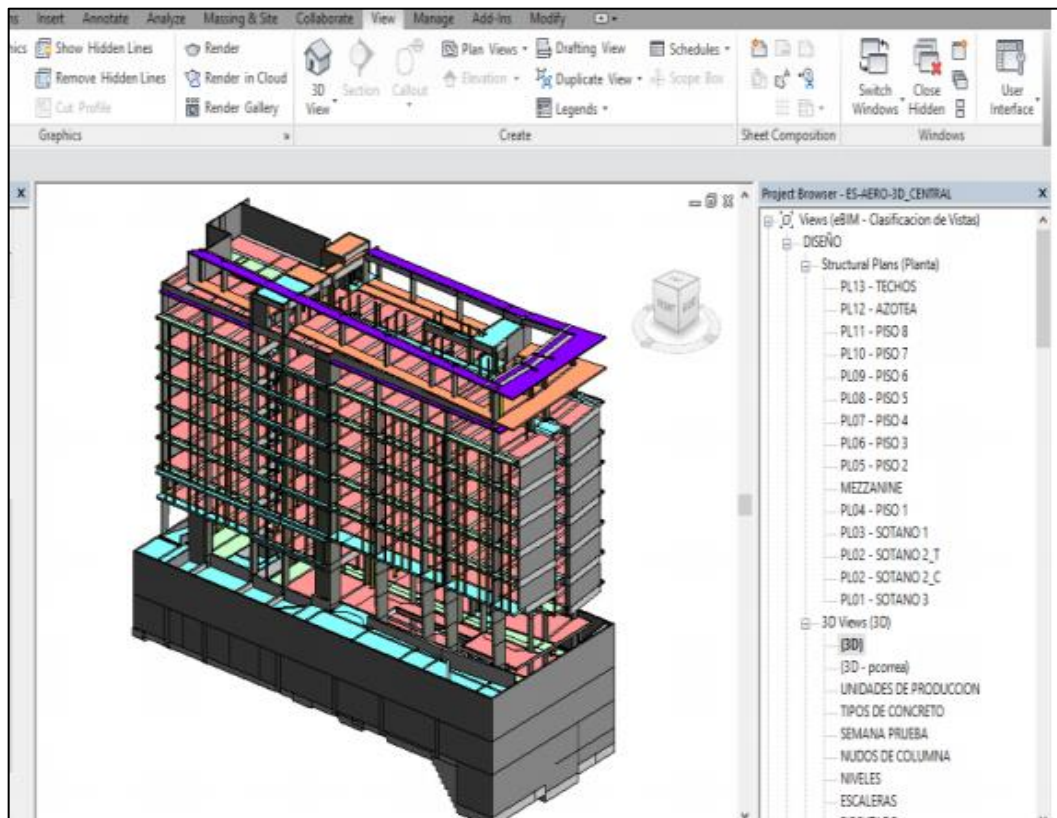 Insert Annotate Analyze Massing & Site Collaborate View Manage Add-Ins Modify
Show Hidden Lines
Remove Hidden Lines
Cut Profile
Graphics
Render
Render in Cloud
Render Gallery
3D View
Section
Callout
Plan Views
Elevation
Drafting View
Duplicate View
Legends
Schedules
Scope Box
Create
Sheet Composition
Switch Windows
Close Hidden
Windows
User Interface
Project Browser - ES-AERO-3D_CENTRAL
Views (eBIM - Clasificacion de Vistas)
DISEÑO
Structural Plans (Planta)
PL13 - TECHOS
PL12 - AZOTEA
PL11 - PISO 8
PL10 - PISO 7
PL09 - PISO 6
PL08 - PISO 5
PL07 - PISO 4
PL06 - PISO 3
PL05 - PISO 2
MEZZANINE
PL04 - PISO 1
PL03 - SOTANO 1
PL02 - SOTANO 2_T
PL02 - SOTANO 2_C
PL01 - SOTANO 3
3D Views (3D)
{3D}
(3D - pcorrea)
UNIDADES DE PRODUCCION
TIPOS DE CONCRETO
SEMANA PRUEBA
NUDOS DE COLUMNA
NIVELES
ESCALERAS